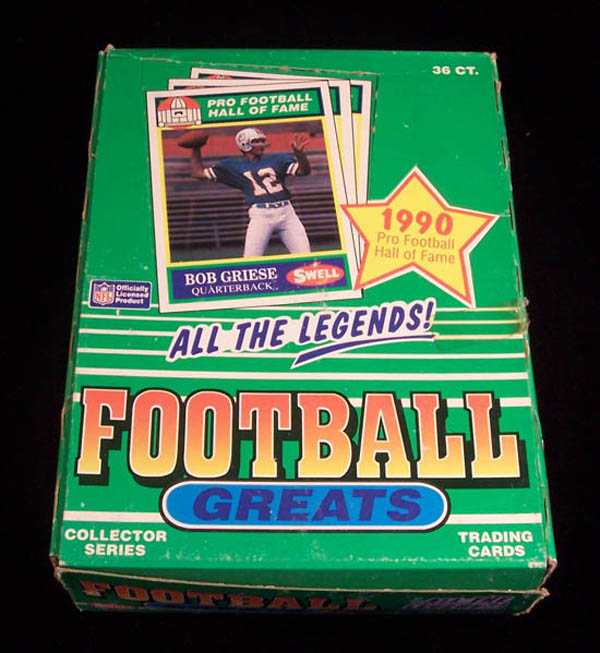 36 CT.
PRO FOOTBALL
HALL OF FAME
12
BOB GRIESE
QUARTERBACK
SWELL
1990
Pro Football
Hall of Fame
NFL
Officially
Licensed
Product
ALL THE LEGENDS!
FOOTBALL
GREATS
COLLECTOR
SERIES
TRADING
CARDS
FOOTBALL